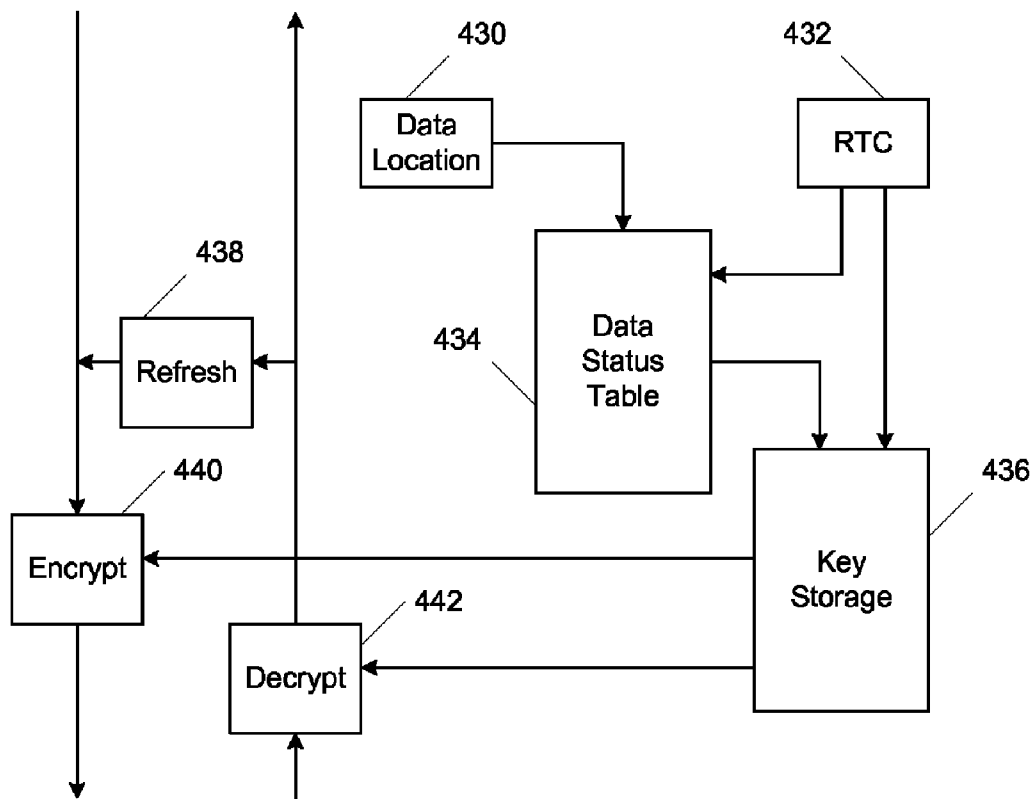 430
432
Data
Location
RTC
438
Refresh
434
Data
Status
Table
440
436
Encrypt
Key
Storage
442
Decrypt